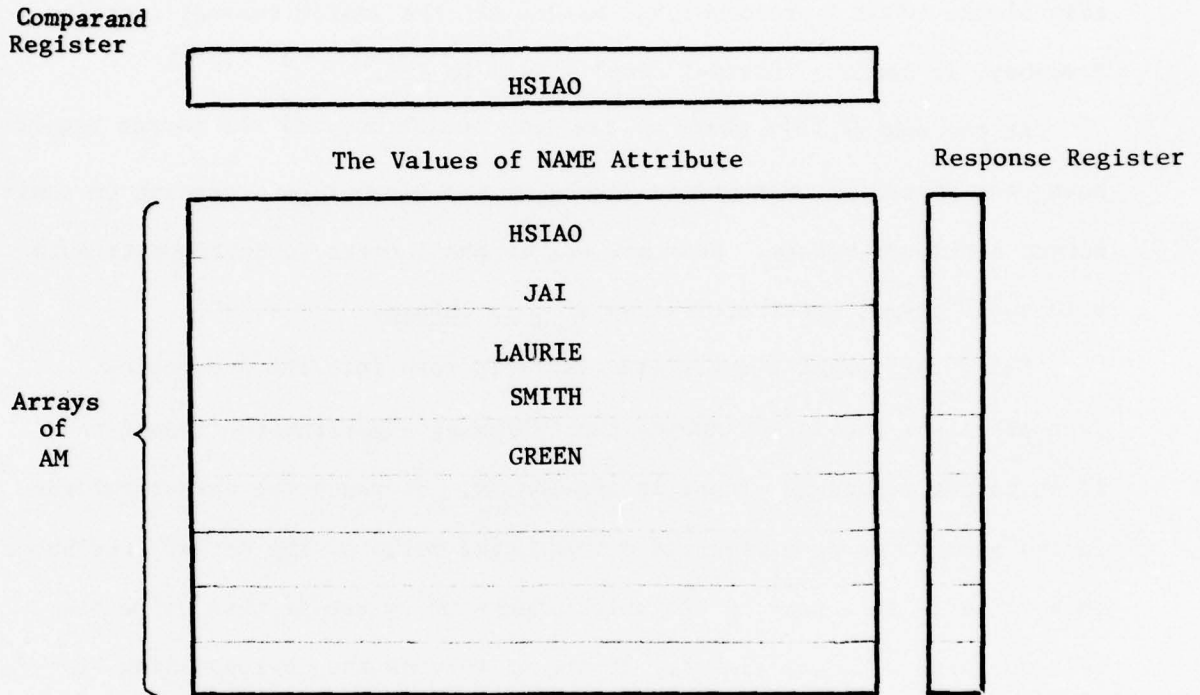 Comparand
Register
HSIAO
The Values of NAME Attribute
Response Register
HSIAO
JAI
LAURIE
SMITH
GREEN
Arrays
of
AM